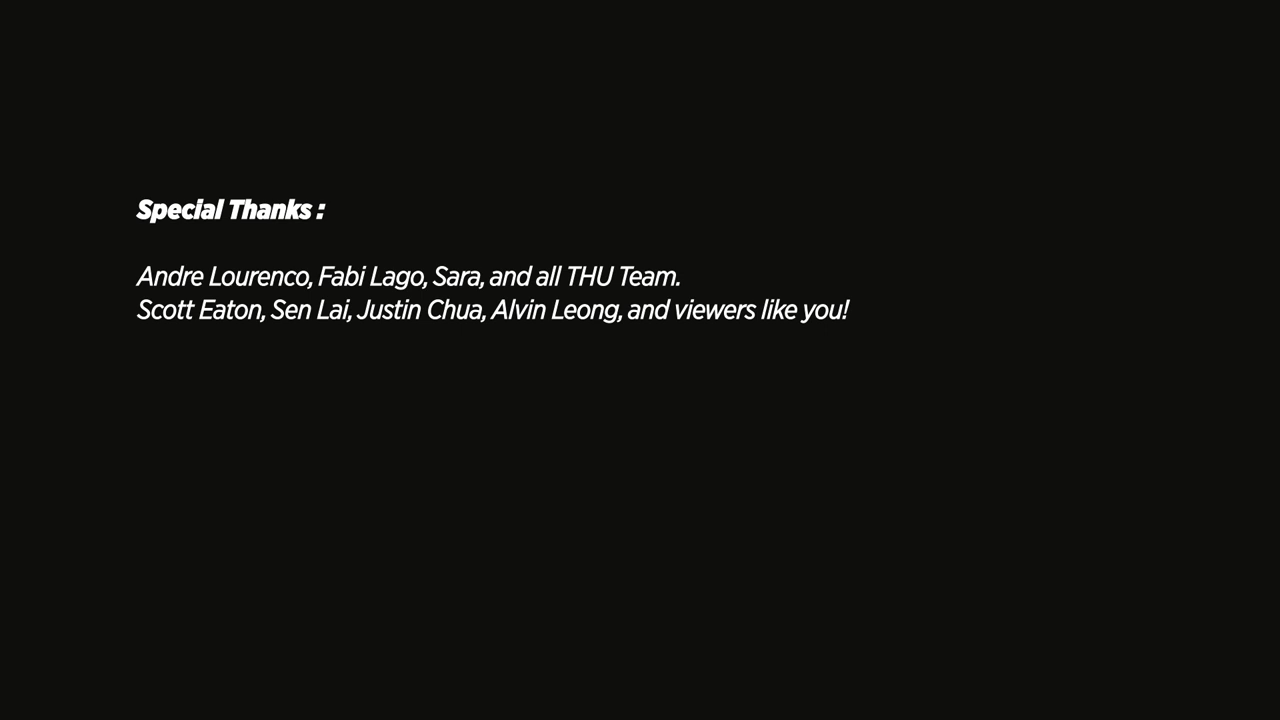 Special Thanks :
Andre Lourenco, Fabi Lago, Sara, and all THU Team.
Scott Eaton, Sen Lai, Justin Chua, Alvin Leong, and viewers like you!